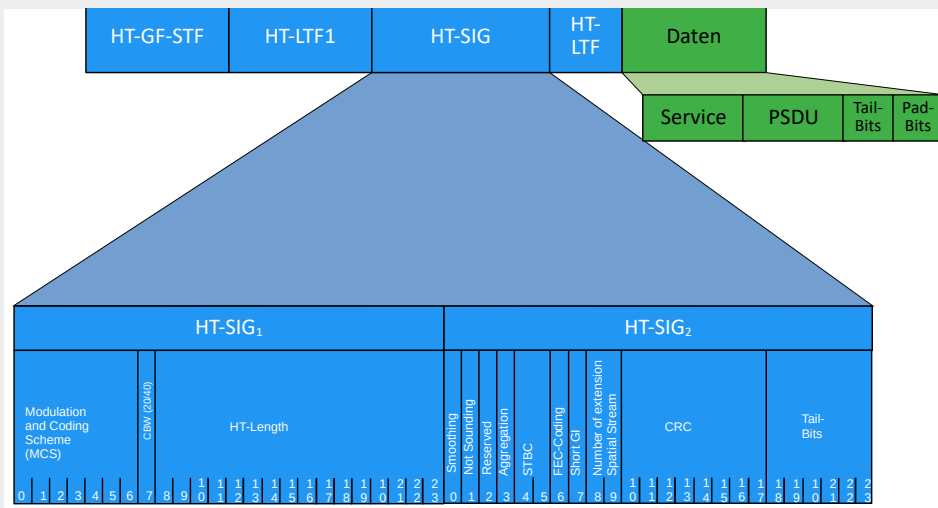 HT-GF-STF
HT-LTF1
HT-SIG
HT-
LTF
Daten
Service
PSDU
Tail-
Bits
Pad-
Bits
HT-SIG₁
HT-SIG₂
Modulation
and Coding
Scheme
(MCS)
CBW (20/40)
HT-Length
Smoothing
Not Sounding
Reserved
Aggregation
STBC
FEC-Coding
Short GI
Number of extension
Spatial Stream
CRC
Tail-
Bits
0 1 2 3 4 5 6 7 8 9 10 11 12 13 14 15 16 17 18 19 10 21 22 23
0 1 2 3 4 5 6 7 8 9 10 11 12 13 14 15 16 17 18 19 10 21 22 23